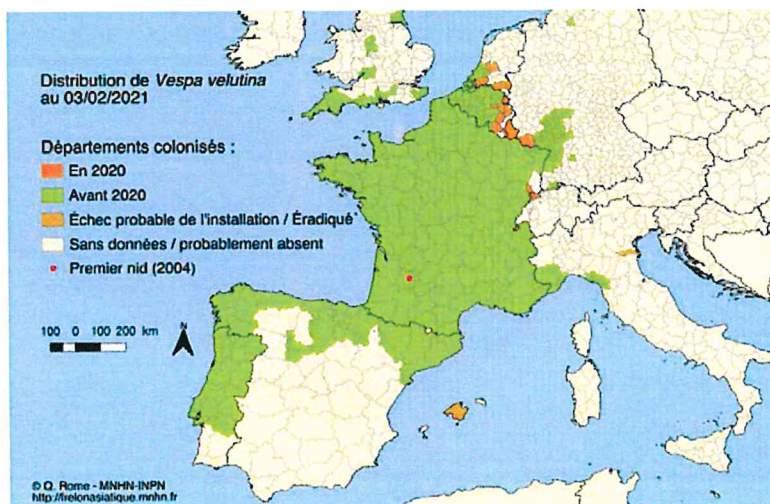 Distribution de Vespa velutina
au 03/02/2021
Départements colonisés :
En 2020
Avant 2020
Échec probable de l'installation / Éradiqué
Sans données / probablement absent
Premier nid (2004)
100 0 100 200 km
N
© Q. Rome - MNHN-INPN
http://frelonasiatique.mnhn.fr